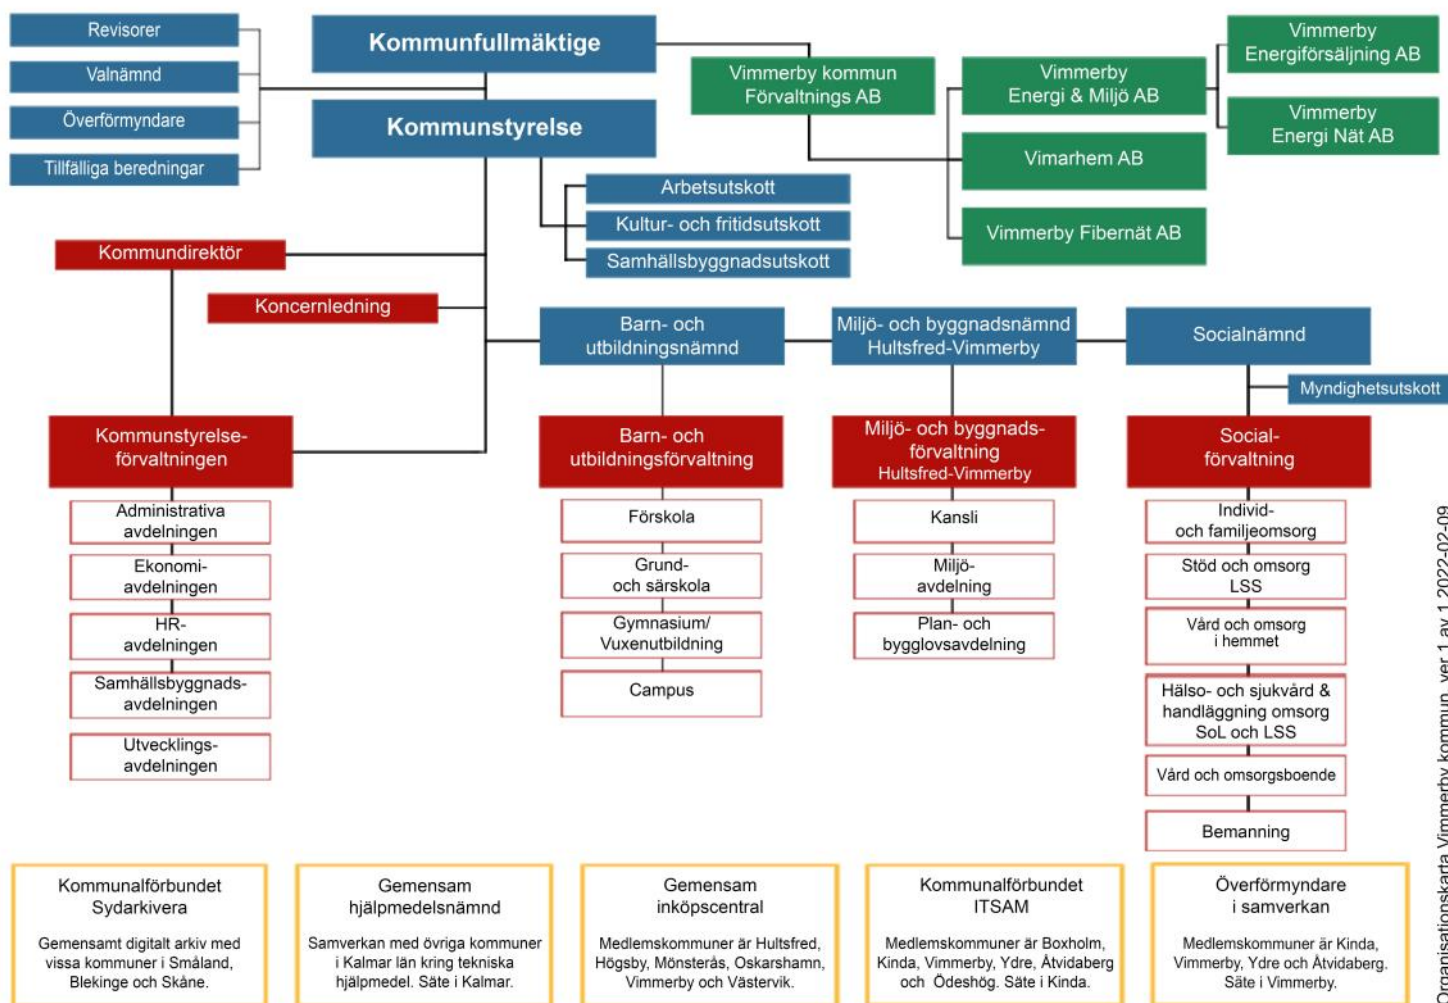 Revisorer
Valnämnd
Överförmyndare
Tillfälliga beredningar
Kommunfullmäktige
Kommunstyrelse
Vimmerby kommun
Förvaltnings AB
Vimmerby
Energi & Miljö AB
Vimarhem AB
Vimmerby Fibernät AB
Vimmerby
Energiförsäljning AB
Vimmerby
Energi Nät AB
Arbetsutskott
Kultur- och fritidsutskott
Samhällsbyggnadsutskott
Kommundirektör
Koncernledning
Barn- och
utbildningsnämnd
Miljö- och byggnadsnämnd
Hultsfred-Vimmerby
Socialnämnd
Myndighetsutskott
Kommunstyrelse-
förvaltningen
Administrativa
avdelningen
Ekonomi-
avdelningen
HR-
avdelningen
Samhällsbyggnads-
avdelningen
Utvecklings-
avdelningen
Barn- och
utbildningsförvaltning
Förskola
Grund-
och särskola
Gymnasium/
Vuxenutbildning
Campus
Miljö- och byggnads-
förvaltning
Hultsfred-Vimmerby
Kansli
Miljö-
avdelning
Plan- och
bygglovsavdelning
Social-
förvaltning
Individ-
och familjeomsorg
Stöd och omsorg
LSS
Vård och omsorg
i hemmet
Hälso- och sjukvård &
handläggning omsorg
SoL och LSS
Vård och omsorgsboende
Bemanning
Kommunalförbundet
Sydarkivera
Gemensamt digitalt arkiv med
vissa kommuner i Småland,
Blekinge och Skåne.
Gemensam
hjälpmedelsnämnd
Samverkan med övriga kommuner
i Kalmar län kring tekniska
hjälpmedel. Säte i Kalmar.
Gemensam
inköpscentral
Medlemskommuner är Hultsfred,
Högsby, Mönsterås, Oskarshamn,
Vimmerby och Västervik.
Kommunalförbundet
ITSAM
Medlemskommuner är Boxholm,
Kinda, Vimmerby, Ydre, Åtvidaberg
och Ödeshög. Säte i Kinda.
Överförmyndare
i samverkan
Medlemskommuner är Kinda,
Vimmerby, Ydre och Åtvidaberg.
Säte i Vimmerby.
Organisationskarta Vimmerby kommun, ver 1 av 1 2022-02-09